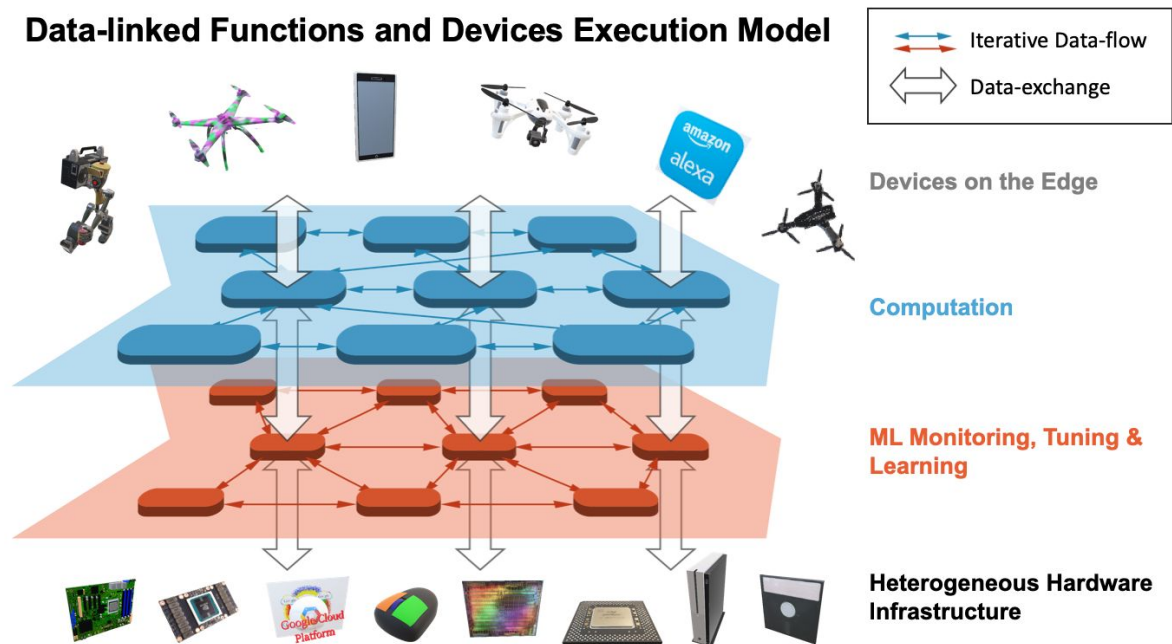 Data-linked Functions and Devices Execution Model
Iterative Data-flow
Data-exchange
amazon
alexa
Devices on the Edge
Computation
ML Monitoring, Tuning &
Learning
Google Cloud
Platform
Heterogeneous Hardware
Infrastructure